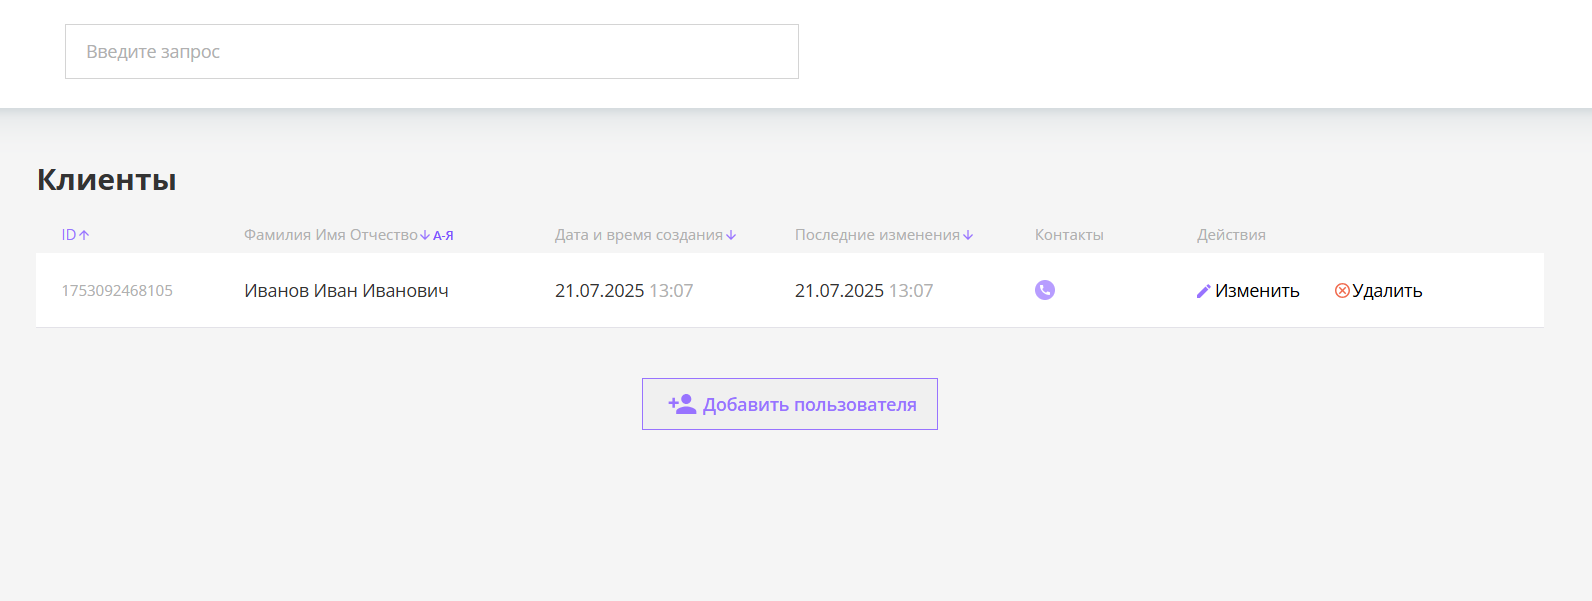 Введите запрос
Клиенты
ID Фамилия Имя Отчество А-Я Дата и время создания Последние изменения Контакты Действия
1753092468105 Иванов Иван Иванович 21.07.2025 13:07 21.07.2025 13:07 Изменить Удалить
Добавить пользователя